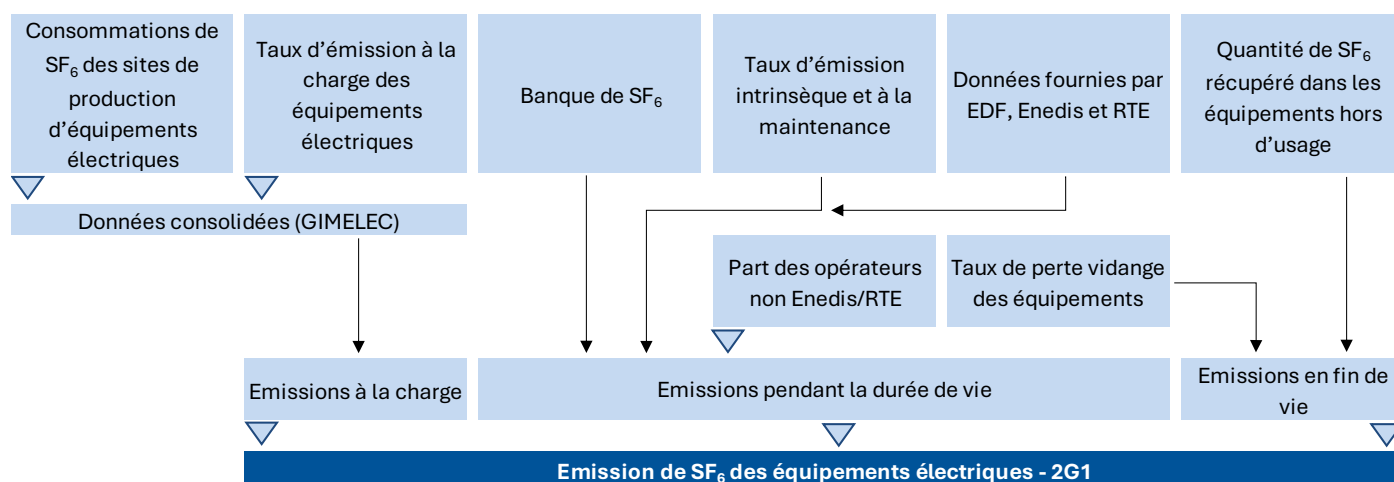 Consommations de
SF₆ des sites de
production
d’équipements
électriques
Taux d’émission à la
charge des
équipements
électriques
Banque de SF₆
Taux d’émission
intrinsèque et à la
maintenance
Données fournies par
EDF, Enedis et RTE
Quantité de SF₆
récupéré dans les
équipements hors
d’usage
Données consolidées (GIMELEC)
Part des opérateurs
non Enedis/RTE
Taux de perte vidange
des équipements
Emissions à la charge
Emissions pendant la durée de vie
Emissions en fin de
vie
Emission de SF₆ des équipements électriques - 2G1